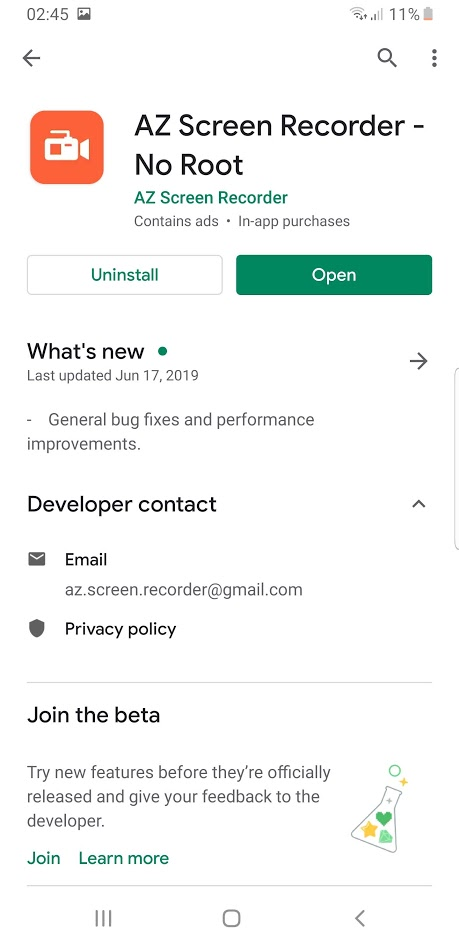 02:45 11%
AZ Screen Recorder -
No Root
AZ Screen Recorder
Contains ads • In-app purchases
Uninstall Open
What's new
Last updated Jun 17, 2019
- General bug fixes and performance
improvements.
Developer contact
Email
az.screen.recorder@gmail.com
Privacy policy
Join the beta
Try new features before they're officially
released and give your feedback to the
developer.
Join Learn more